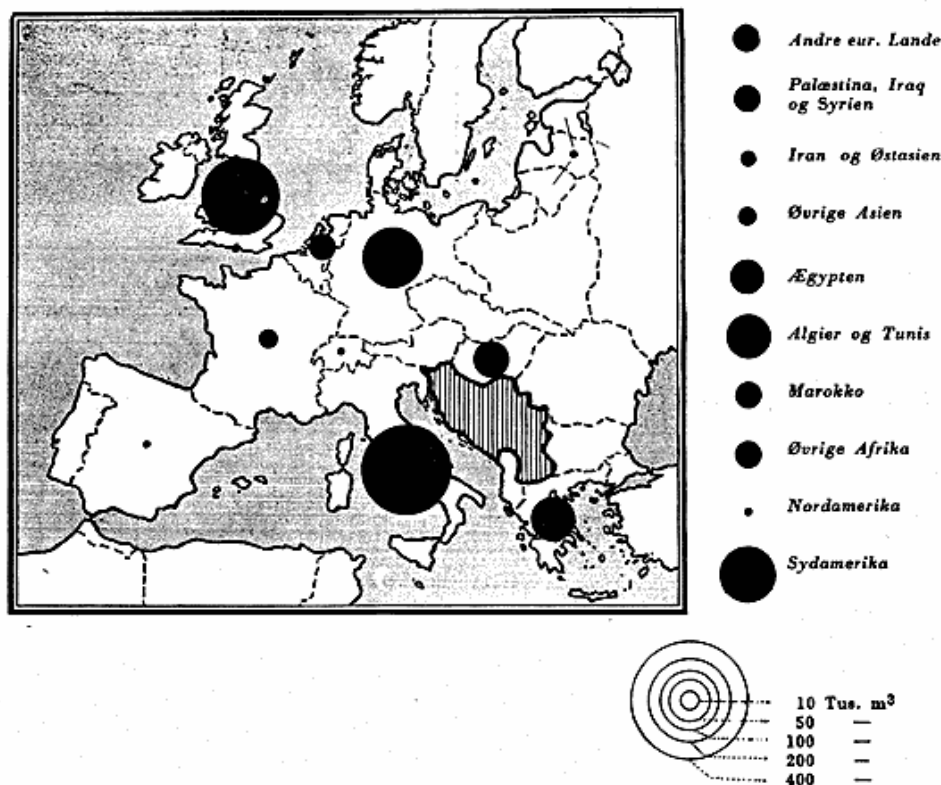 Andre eur. Lande
Palæstina, Iraq
og Syrien
Iran og Østasien
Øvrige Asien
Ægypten
Algier og Tunis
Marokko
Øvrige Afrika
Nordamerika
Sydamerika
10 Tus. m³
50 —
100 —
200 —
400 —